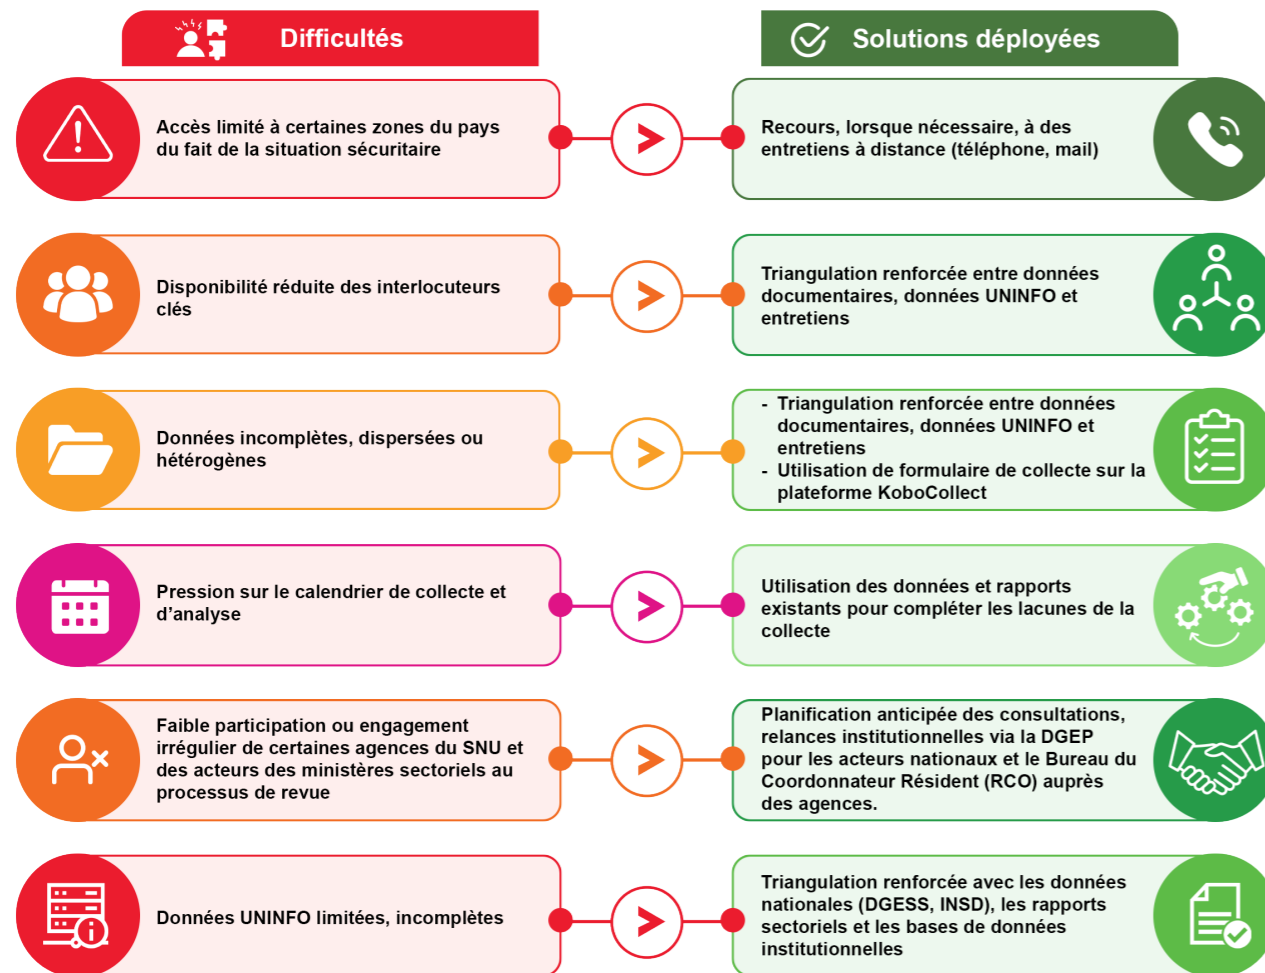 Difficultés
Solutions déployées
Accès limité à certaines zones du pays
du fait de la situation sécuritaire
Recours, lorsque nécessaire, à des
entretiens à distance (téléphone, mail)
Disponibilité réduite des interlocuteurs
clés
Triangulation renforcée entre données
documentaires, données UNINFO et
entretiens
Données incomplètes, dispersées ou
hétérogènes
- Triangulation renforcée entre données
documentaires, données UNINFO et
entretiens
- Utilisation de formulaire de collecte sur la
plateforme KoboCollect
Pression sur le calendrier de collecte et
d’analyse
Utilisation des données et rapports
existants pour compléter les lacunes de la
collecte
Faible participation ou engagement
irrégulier de certaines agences du SNU et
des acteurs des ministères sectoriels au
processus de revue
Planification anticipée des consultations,
relances institutionnelles via la DGEP
pour les acteurs nationaux et le Bureau du
Coordonnateur Résident (RCO) auprès
des agences.
Données UNINFO limitées, incomplètes
Triangulation renforcée avec les données
nationales (DGESS, INSD), les rapports
sectoriels et les bases de données
institutionnelles